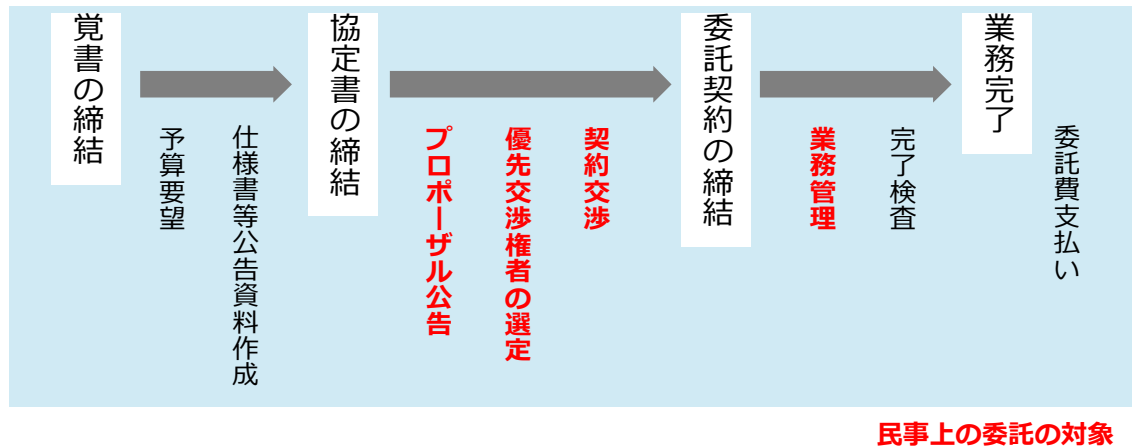 覚書の締結
予算要望
仕様書等公告資料作成
協定書の締結
プロポーザル公告
優先交渉権者の選定
契約交渉
委託契約の締結
業務管理
完了検査
業務完了
委託費支払い
民事上の委託の対象